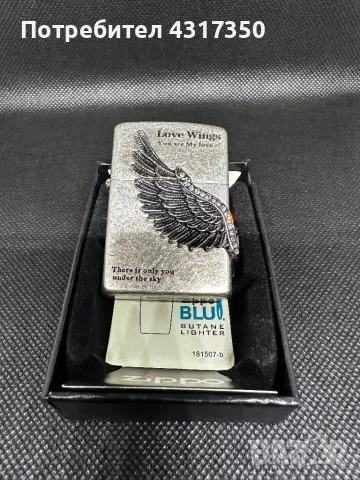 Потребител 4317350
Love Wings
You are My love
There is only you
under the sky
zippo
BLU
BUTANE
LIGHTER
181507-b
zippo